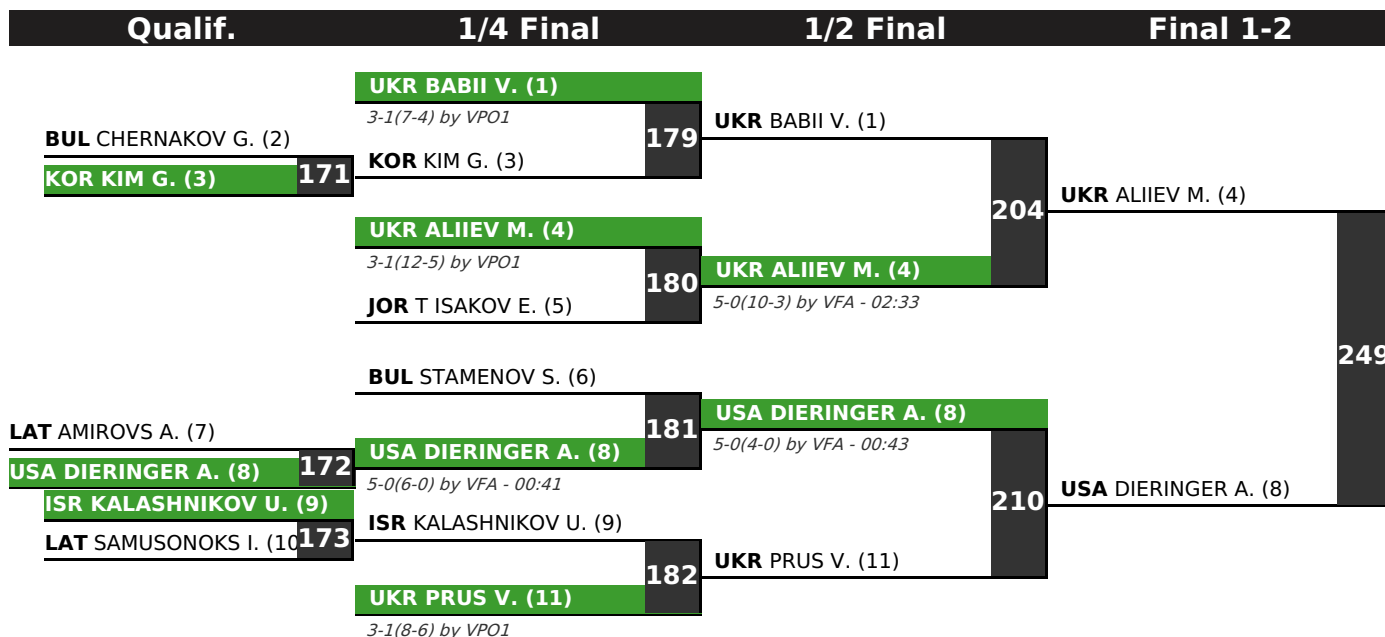 Qualif.
1/4 Final
1/2 Final
Final 1-2
BUL CHERNAKOV G. (2)
KOR KIM G. (3)
171
LAT AMIROVS A. (7)
USA DIERINGER A. (8)
172
ISR KALASHNIKOV U. (9)
LAT SAMUSONOKS I. (10
173
UKR BABII V. (1)
3-1(7-4) by VPO1
KOR KIM G. (3)
179
UKR ALIIEV M. (4)
3-1(12-5) by VPO1
JOR T ISAKOV E. (5)
180
BUL STAMENOV S. (6)
USA DIERINGER A. (8)
5-0(6-0) by VFA - 00:41
181
ISR KALASHNIKOV U. (9)
UKR PRUS V. (11)
3-1(8-6) by VPO1
182
UKR BABII V. (1)
UKR ALIIEV M. (4)
5-0(10-3) by VFA - 02:33
204
USA DIERINGER A. (8)
5-0(4-0) by VFA - 00:43
UKR PRUS V. (11)
210
UKR ALIIEV M. (4)
USA DIERINGER A. (8)
249